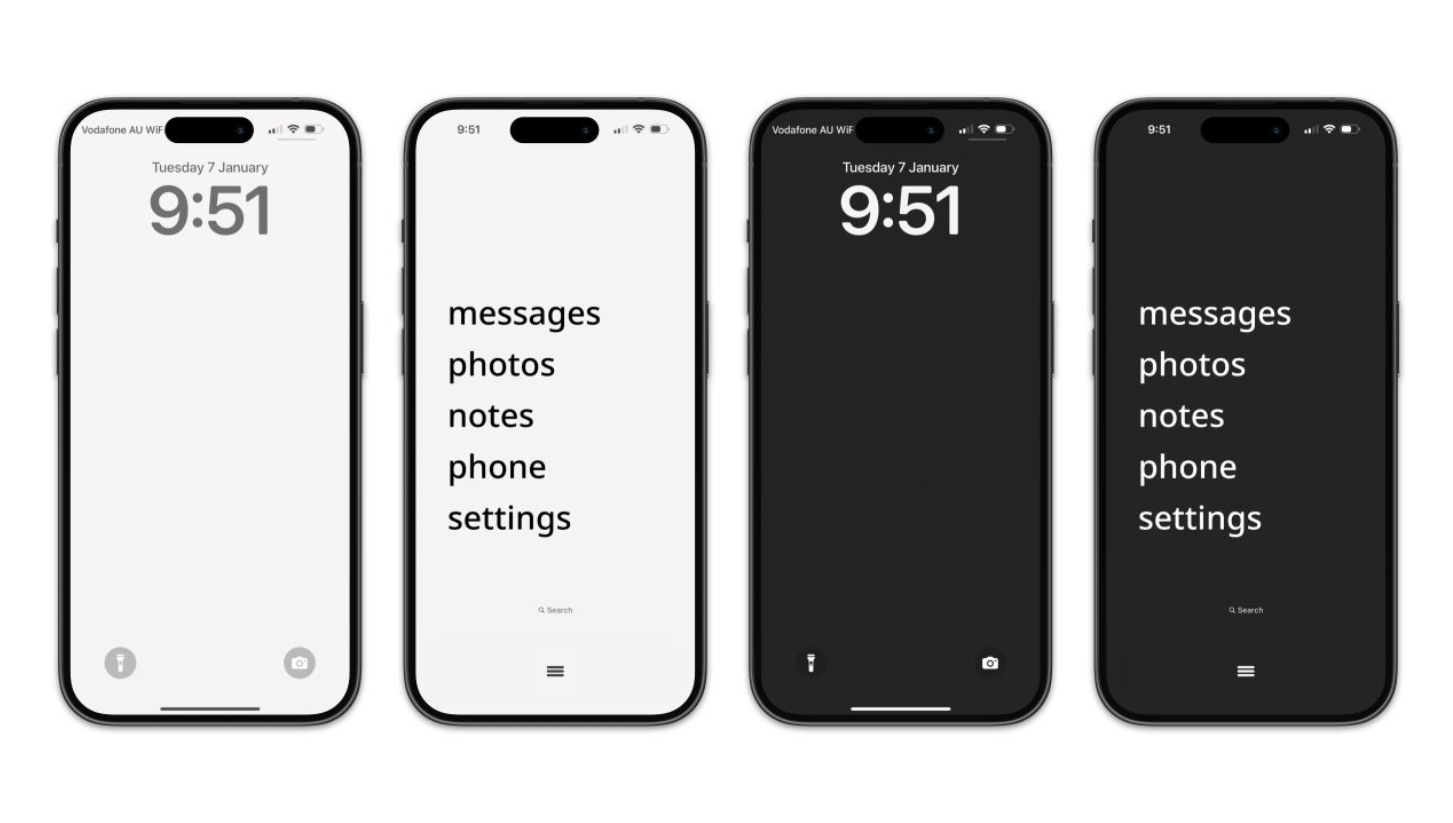 Vodafone AU WiF
Tuesday 7 January
9:51
9:51
messages
photos
notes
phone
settings
Search
Vodafone AU WiF
Tuesday 7 January
9:51
9:51
messages
photos
notes
phone
settings
Search